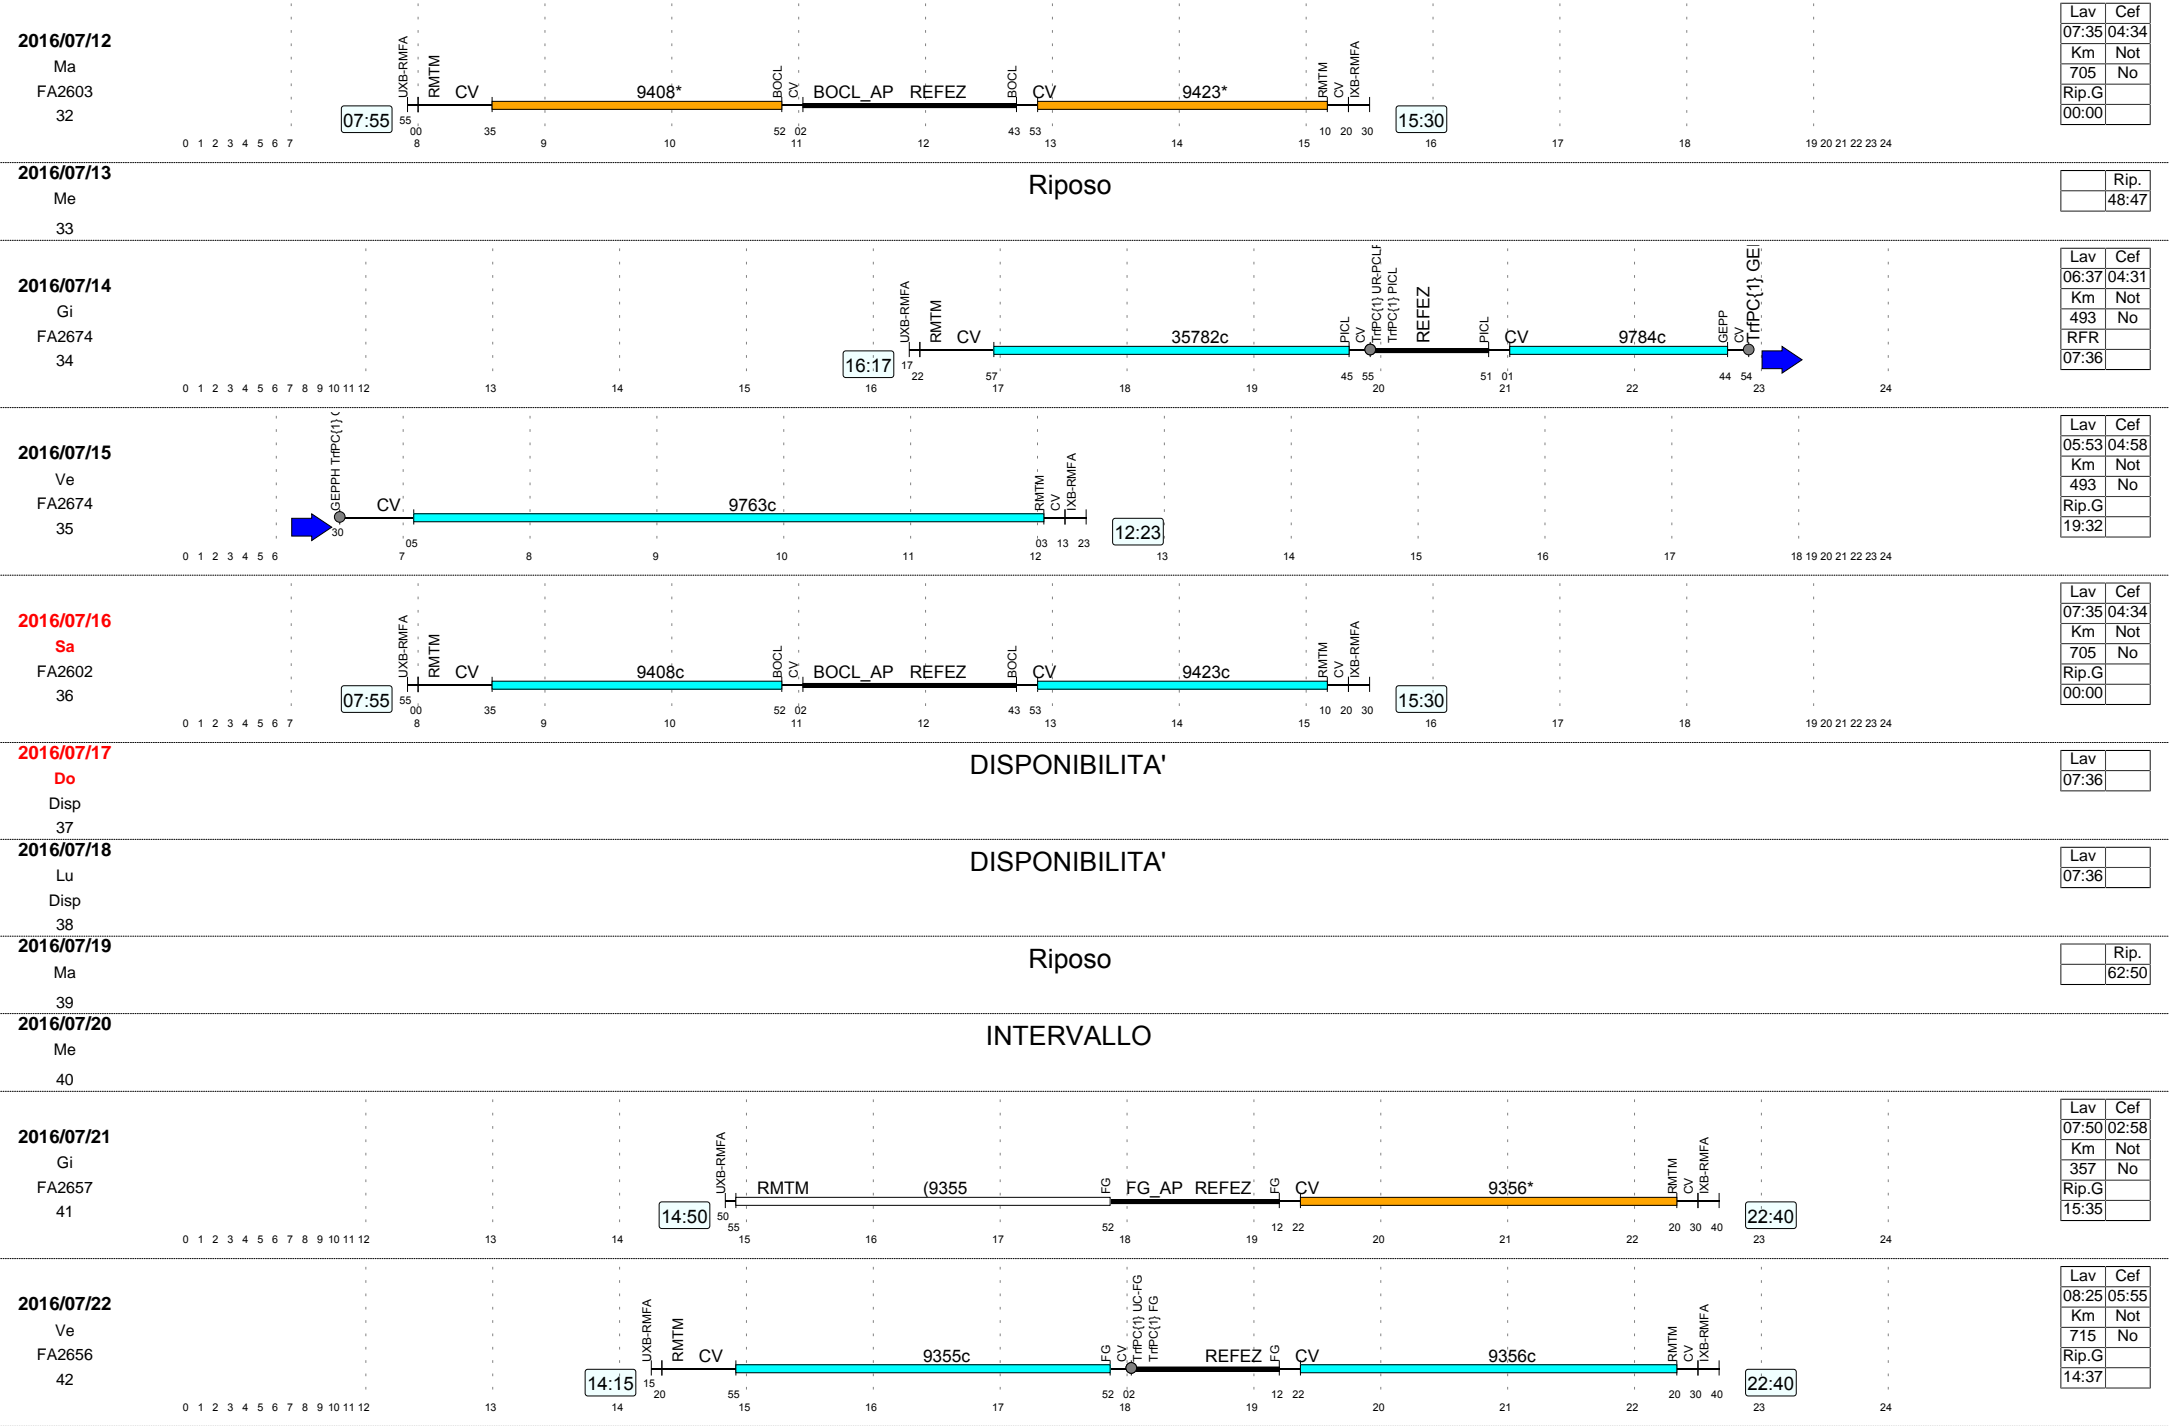 2016/07/12
Ma
FA2603
32
07:55
UXB-RMFA RMTM CV 9408* BOCL CV BOCL_AP REFEZ BOCL CV 9423* RMTM CV IXB-RMFA
55 00 35 52 02 43 53 10 20 30
15:30
0 1 2 3 4 5 6 7 8 9 10 11 12 13 14 15 16 17 18 19 20 21 22 23 24
Lav Cef
07:35 04:34
Km Not
705 No
Rip.G
00:00
2016/07/13
Me
33
Riposo
Rip.
48:47
2016/07/14
Gi
FA2674
34
16:17
UXB-RMFA RMTM CV 35782c PICL CV TrfPC{1} UR-PCLF TrfPC{1} PICL REFEZ PICL CV 9784c GEPP CV TrfPC{1} GE
17 22 57 45 55 51 01 44 54
0 1 2 3 4 5 6 7 8 9 10 11 12 13 14 15 16 17 18 19 20 21 22 23 24
Lav Cef
06:37 04:31
Km Not
493 No
RFR
07:36
2016/07/15
Ve
FA2674
35
GEPPH TrfPC{1} CV 9763c RMTM CV IXB-RMFA
30 05 03 13 23
12:23
0 1 2 3 4 5 6 7 8 9 10 11 12 13 14 15 16 17 18 19 20 21 22 23 24
Lav Cef
05:53 04:58
Km Not
493 No
Rip.G
19:32
2016/07/16
Sa
FA2602
36
07:55
UXB-RMFA RMTM CV 9408c BOCL CV BOCL_AP REFEZ BOCL CV 9423c RMTM CV IXB-RMFA
55 00 35 52 02 43 53 10 20 30
15:30
0 1 2 3 4 5 6 7 8 9 10 11 12 13 14 15 16 17 18 19 20 21 22 23 24
Lav Cef
07:35 04:34
Km Not
705 No
Rip.G
00:00
2016/07/17
Do
Disp
37
DISPONIBILITA'
Lav
07:36
2016/07/18
Lu
Disp
38
DISPONIBILITA'
Lav
07:36
2016/07/19
Ma
39
Riposo
Rip.
62:50
2016/07/20
Me
40
INTERVALLO
2016/07/21
Gi
FA2657
41
14:50
UXB-RMFA RMTM (9355 FG FG_AP REFEZ FG CV 9356* RMTM CV IXB-RMFA
50 55 52 12 22 20 30 40
22:40
0 1 2 3 4 5 6 7 8 9 10 11 12 13 14 15 16 17 18 19 20 21 22 23 24
Lav Cef
07:50 02:58
Km Not
357 No
Rip.G
15:35
2016/07/22
Ve
FA2656
42
14:15
UXB-RMFA RMTM CV 9355c FG CV TrfPC{1} UC-FG TrfPC{1} FG REFEZ FG CV 9356c RMTM CV IXB-RMFA
15 20 55 52 02 12 22 20 30 40
22:40
0 1 2 3 4 5 6 7 8 9 10 11 12 13 14 15 16 17 18 19 20 21 22 23 24
Lav Cef
08:25 05:55
Km Not
715 No
Rip.G
14:37